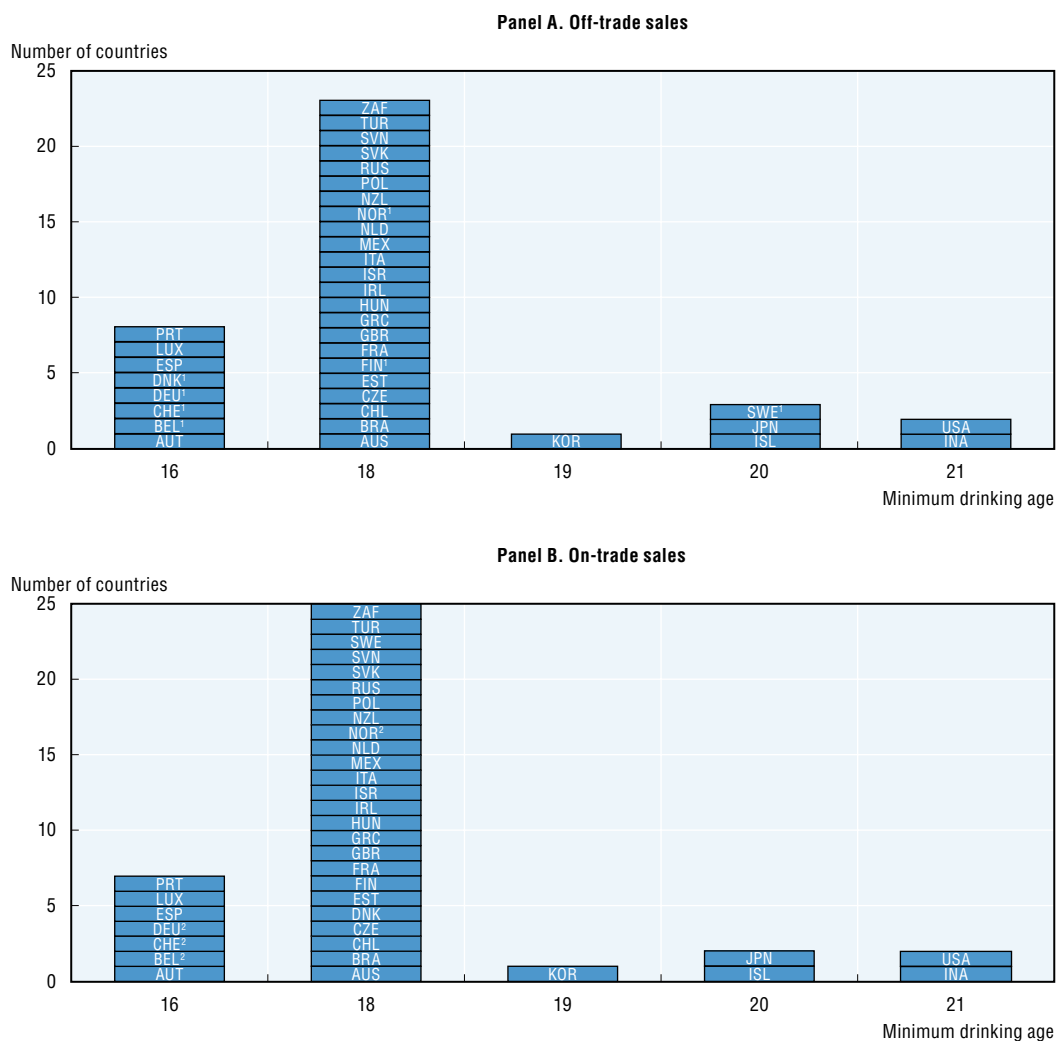 Panel A. Off-trade sales
Number of countries
25
20
15
10
5
0
PRT
LUX
ESP
DNK¹
DEU¹
CHE¹
BEL¹
AUT
ZAF
TUR
SVN
SVK
RUS
POL
NZL
NOR¹
NLD
MEX
ITA
ISR
IRL
HUN
GRC
GBR
FRA
FIN¹
EST
CZE
CHL
BRA
AUS
KOR
SWE¹
JPN
ISL
USA
INA
16 18 19 20 21
Minimum drinking age
Panel B. On-trade sales
Number of countries
25
20
15
10
5
0
PRT
LUX
ESP
DEU²
CHE²
BEL²
AUT
ZAF
TUR
SWE
SVN
SVK
RUS
POL
NZL
NOR²
NLD
MEX
ITA
ISR
IRL
HUN
GRC
GBR
FRA
FIN
EST
DNK
CZE
CHL
BRA
AUS
KOR
JPN
ISL
USA
INA
16 18 19 20 21
Minimum drinking age